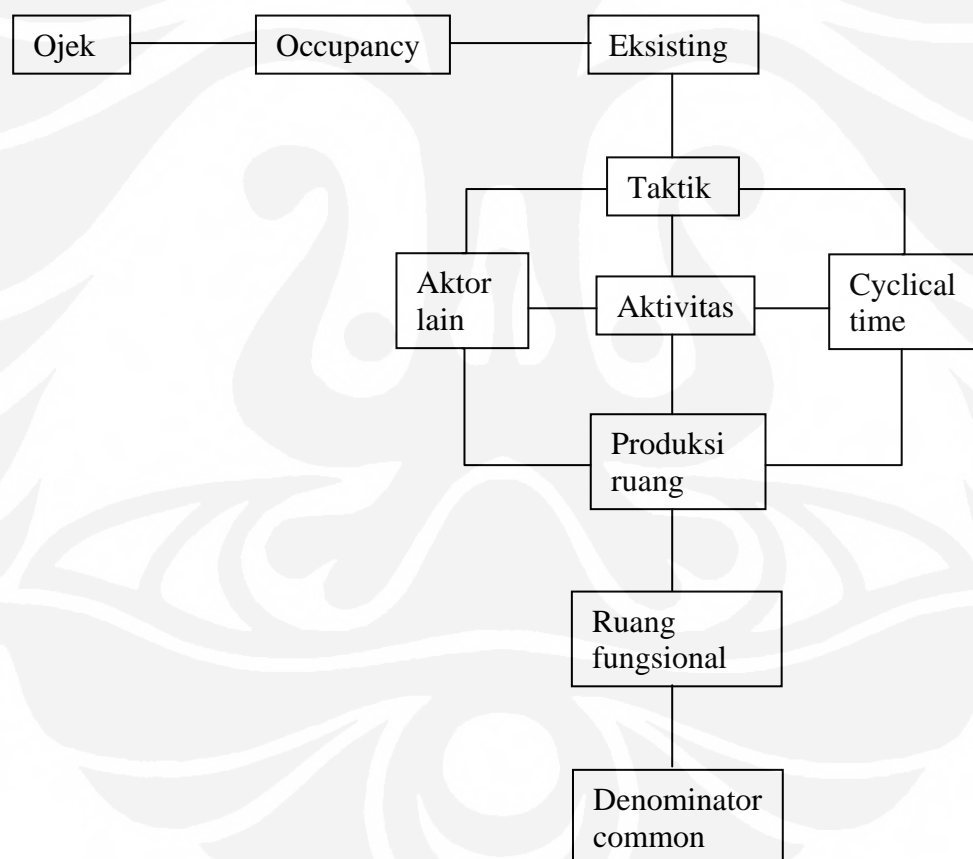 Ojek
Occupancy
Eksisting
Taktik
Aktor
lain
Aktivitas
Cyclical
time
Produksi
ruang
Ruang
fungsional
Denominator
common